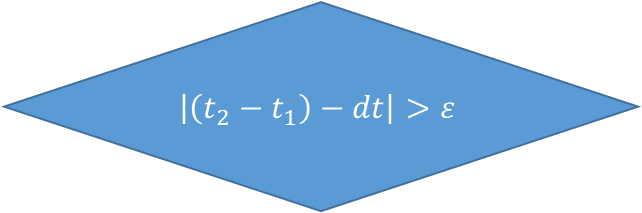 |(t₂ − t₁) − dt| > ε